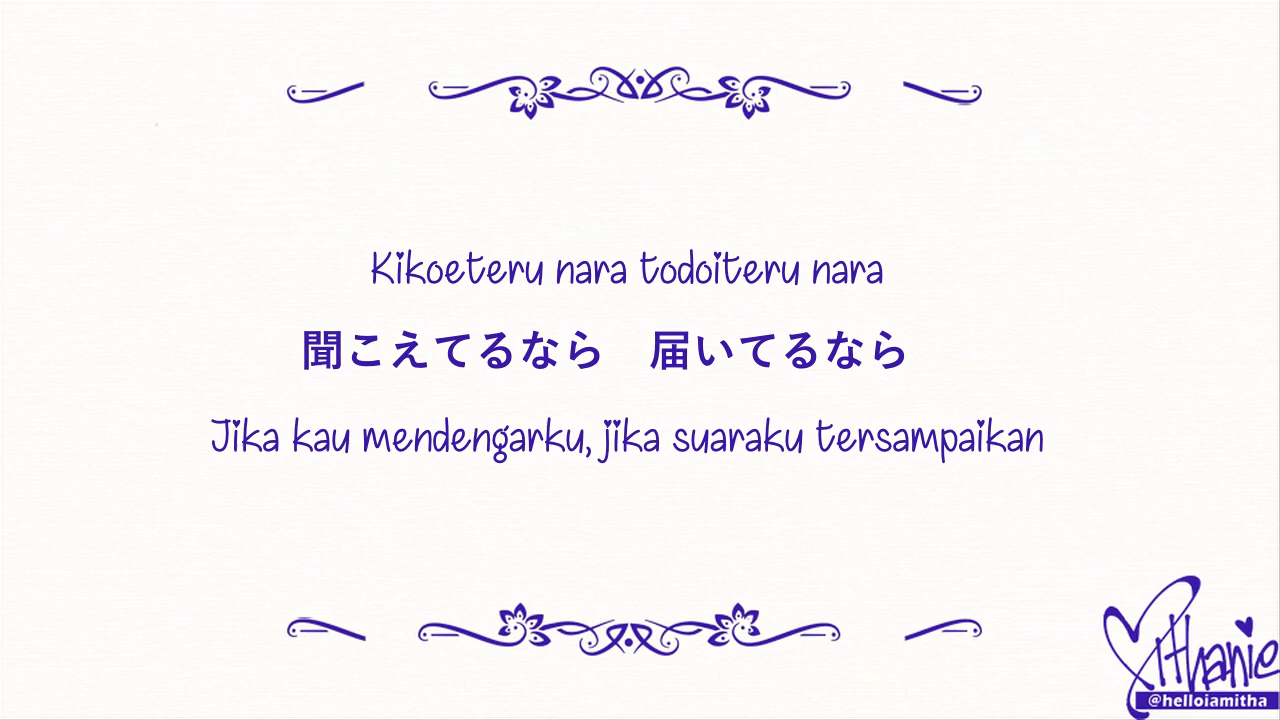 Kikoeteru nara todoiteru nara
聞こえてるなら　届いてるなら
Jika kau mendengarku, jika suaraku tersampaikan
Mithanie
@helloiamitha